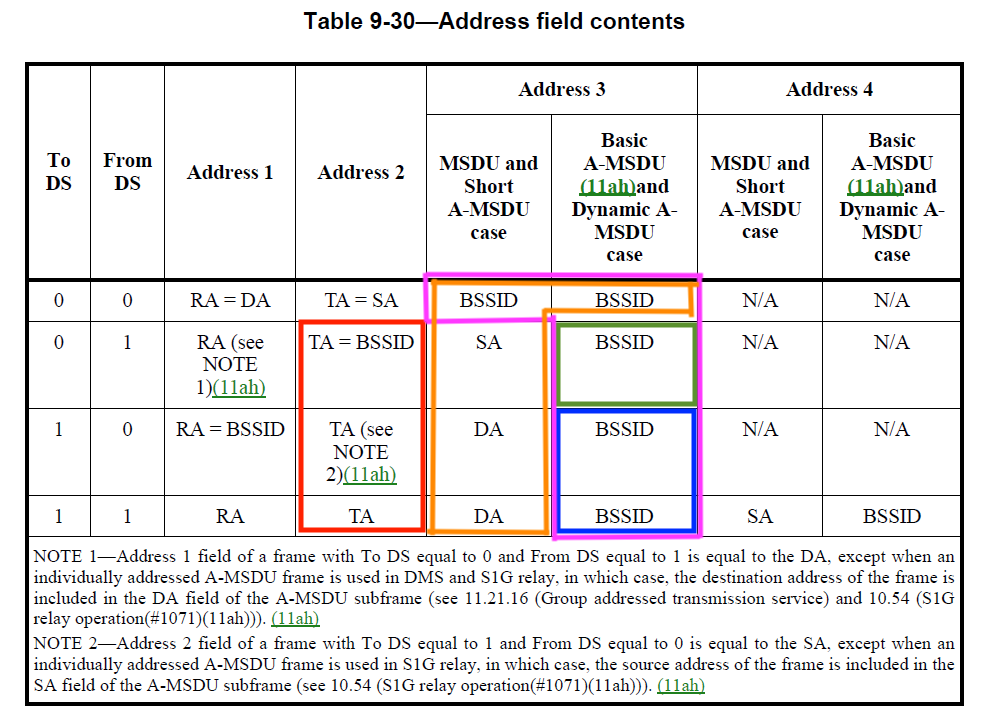 Table 9-30—Address field contents
To DS | From DS | Address 1 | Address 2 | Address 3 | Address 4
MSDU and Short A-MSDU case | Basic A-MSDU (11ah)and Dynamic A-MSDU case | MSDU and Short A-MSDU case | Basic A-MSDU (11ah)and Dynamic A-MSDU case
0 | 0 | RA = DA | TA = SA | BSSID | BSSID | N/A | N/A
0 | 1 | RA (see NOTE 1)(11ah) | TA = BSSID | SA | BSSID | N/A | N/A
1 | 0 | RA = BSSID | TA (see NOTE 2)(11ah) | DA | BSSID | N/A | N/A
1 | 1 | RA | TA | DA | BSSID | SA | BSSID
NOTE 1—Address 1 field of a frame with To DS equal to 0 and From DS equal to 1 is equal to the DA, except when an
individually addressed A-MSDU frame is used in DMS and S1G relay, in which case, the destination address of the frame is
included in the DA field of the A-MSDU subframe (see 11.21.16 (Group addressed transmission service) and 10.54 (S1G
relay operation(#1071)(11ah))). (11ah)
NOTE 2—Address 2 field of a frame with To DS equal to 1 and From DS equal to 0 is equal to the SA, except when an
individually addressed A-MSDU frame is used in S1G relay, in which case, the source address of the frame is included in the
SA field of the A-MSDU subframe (see 10.54 (S1G relay operation(#1071)(11ah))). (11ah)